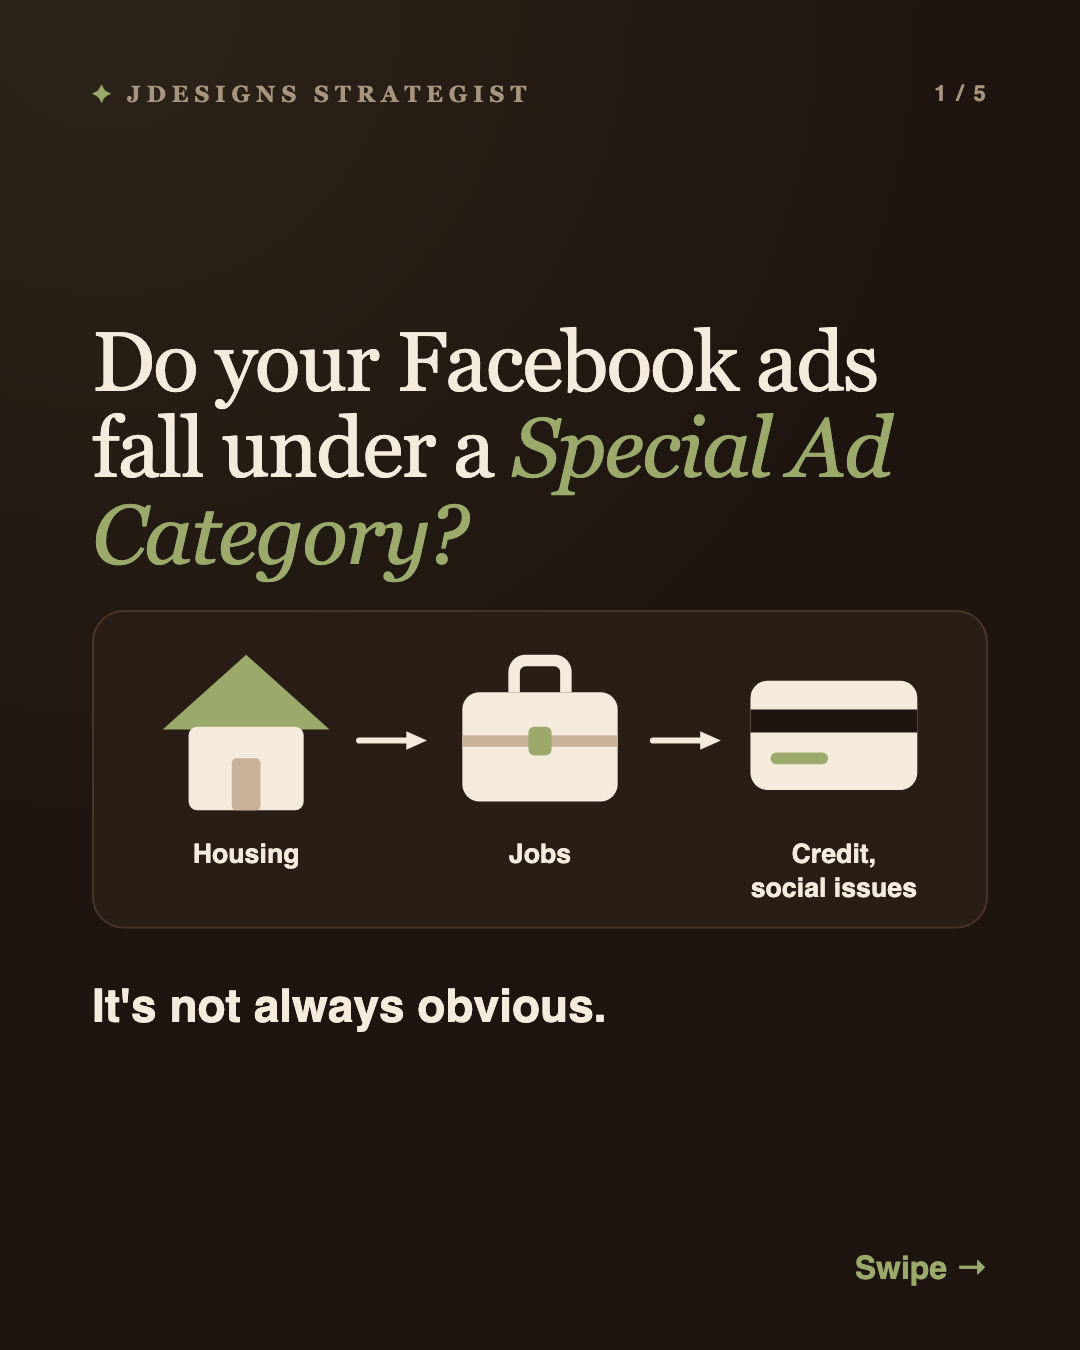 ✦ JDESIGNS STRATEGIST
1 / 5
Do your Facebook ads
fall under a Special Ad
Category?
Housing
Jobs
Credit,
social issues
It's not always obvious.
Swipe →